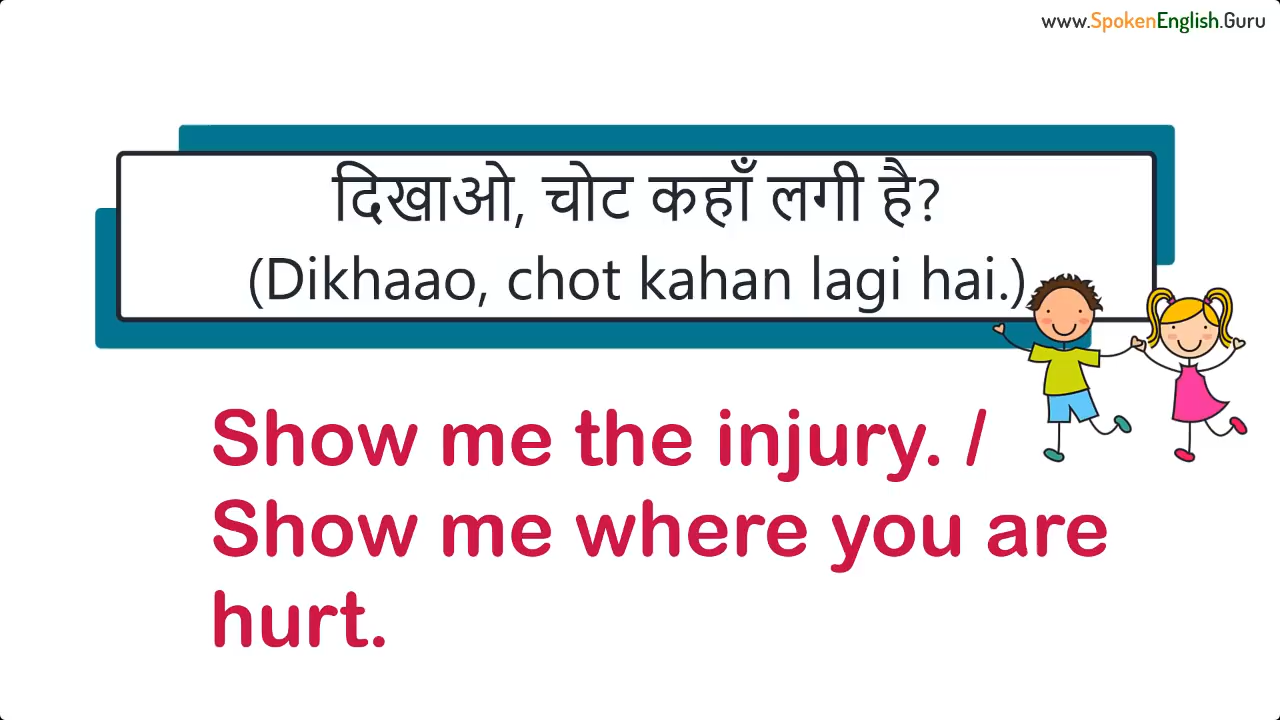 www.SpokenEnglish.Guru
दिखाओ, चोट कहाँ लगी है?
(Dikhaao, chot kahan lagi hai.)
Show me the injury. /
Show me where you are
hurt.